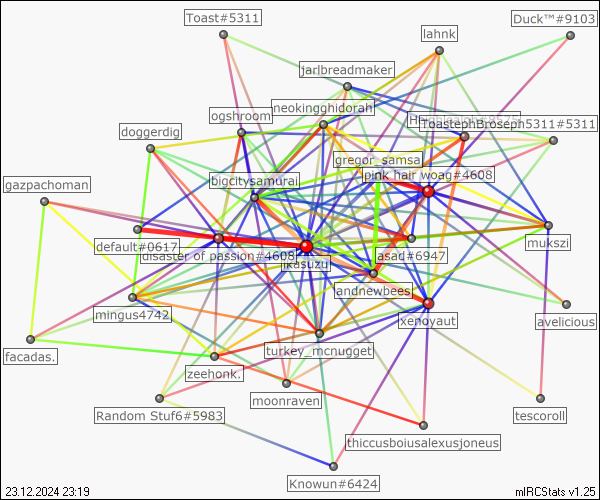 Toast#5311
Duck™#9103
lahnk
jarlbreadmaker
neokingghidorah
ogshroom
ToastephBroseph5311#5311
doggerdig
gregor_samsa
pink hair woag#4608
bigcitysamurai
gazpachoman
default#0617
disaster of passion#4608
jikasuzu
asad#6947
mukszi
landnewbees
mingus4742
xenoyaut
avelicious
turkey_mcnugget
facadas.
zeehonk.
moonraven
Random Stuf6#5983
tescoroll
thiccusboiusalexusjoneus
Knowun#6424
23.12.2024 23:19
mIRCStats v1.25